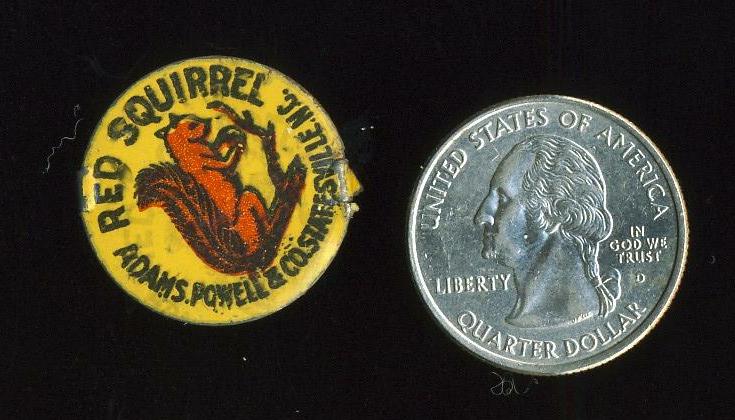 RED SQUIRREL
ADAMS, POWELL & CO. STATESVILLE N.C.
UNITED STATES OF AMERICA
LIBERTY
IN
GOD WE
TRUST
D
QUARTER DOLLAR